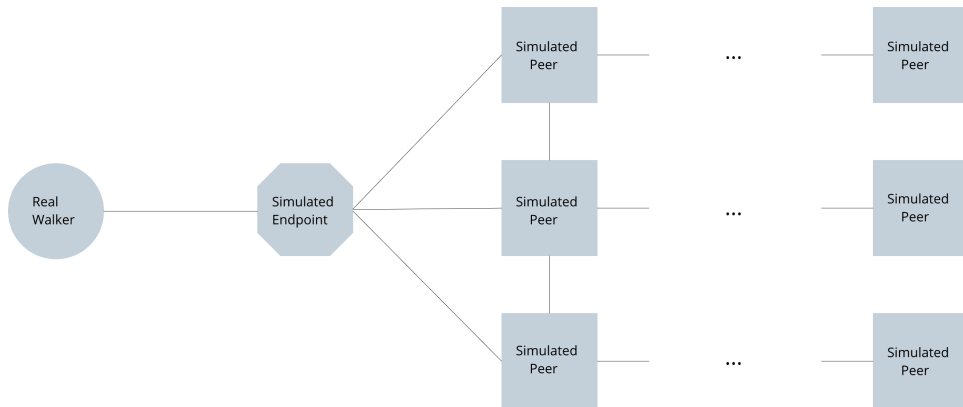 Simulated
Peer
...
Simulated
Peer
Real
Walker
Simulated
Endpoint
Simulated
Peer
...
Simulated
Peer
Simulated
Peer
...
Simulated
Peer